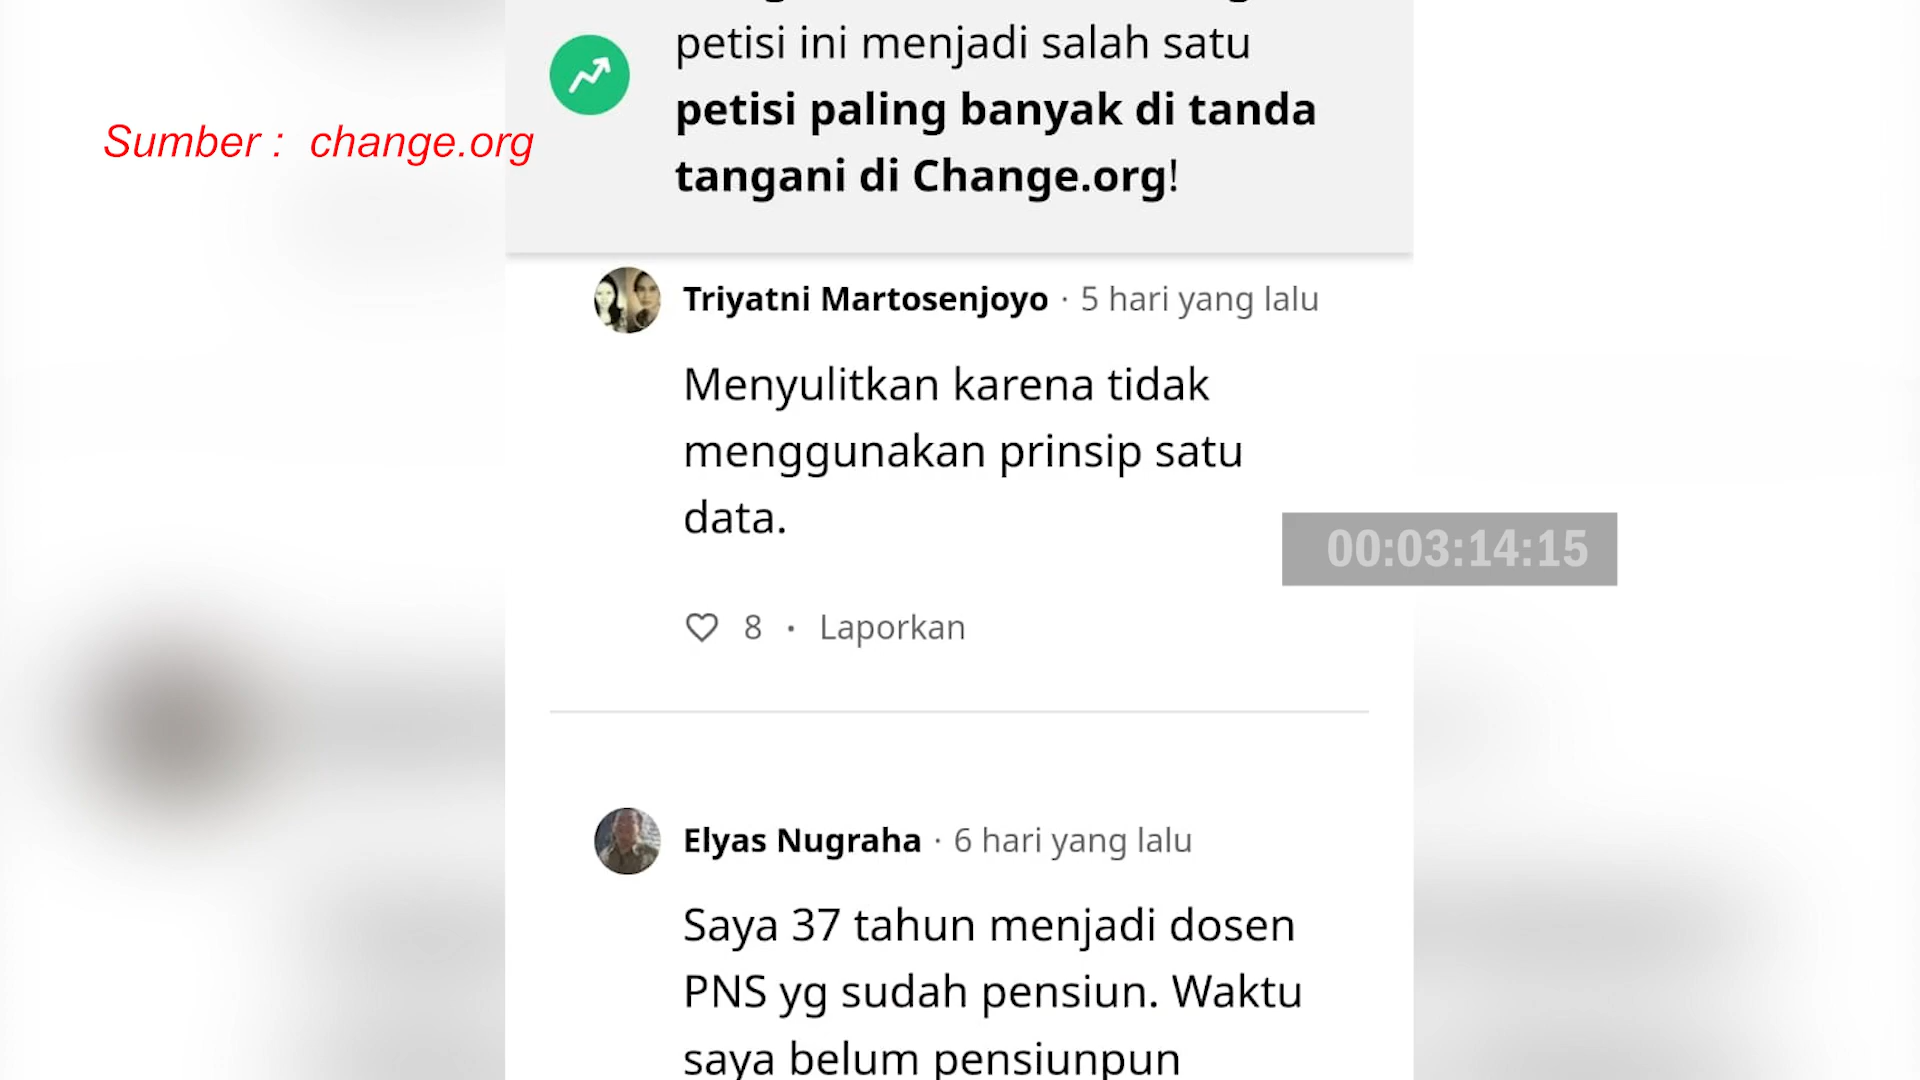 petisi ini menjadi salah satu
petisi paling banyak di tanda
tangani di Change.org!
Sumber : change.org
Triyatni Martosenjoyo · 5 hari yang lalu
Menyulitkan karena tidak
menggunakan prinsip satu
data.
00:03:14:15
8 · Laporkan
Elyas Nugraha · 6 hari yang lalu
Saya 37 tahun menjadi dosen
PNS yg sudah pensiun. Waktu
saya belum pensiunpun